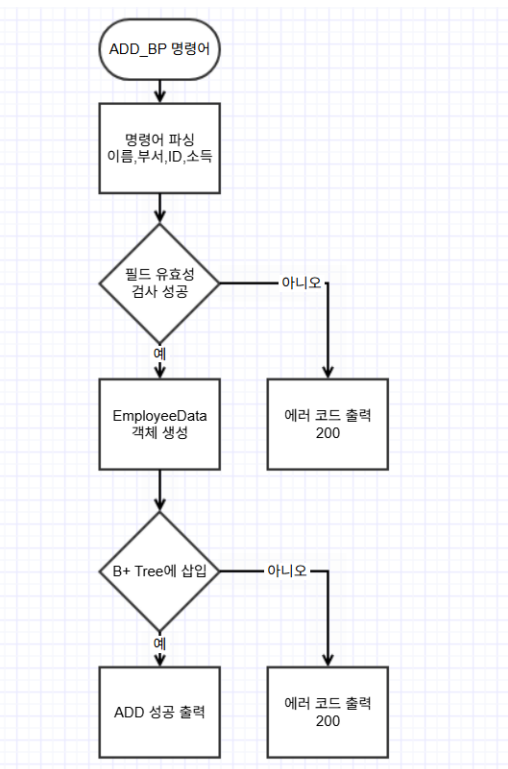 ADD_BP 명령어
명령어 파싱
이름,부서,ID,소득
필드 유효성
검사 성공
아니오
예
EmployeeData
객체 생성
에러 코드 출력
200
B+ Tree에 삽입
아니오
예
ADD 성공 출력
에러 코드 출력
200